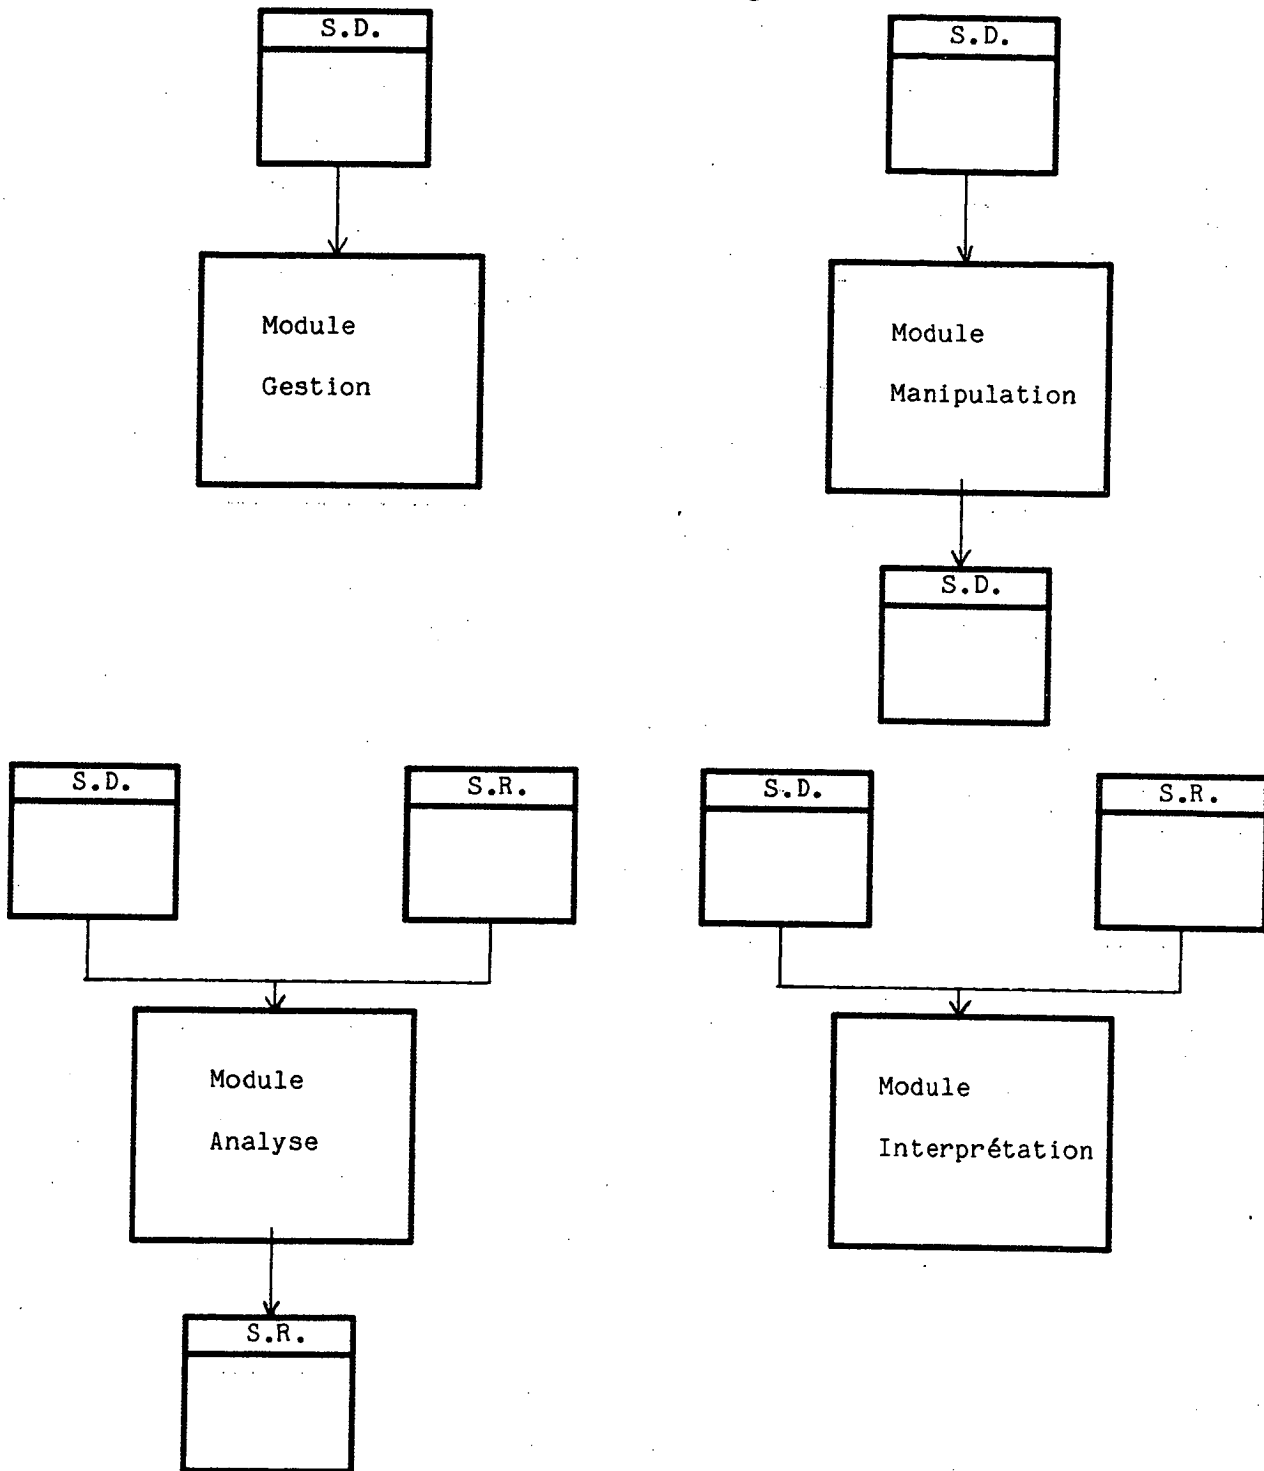 S.D.
S.D.
Module
Gestion
Module
Manipulation
S.D.
S.D.
S.R.
S.D.
S.R.
Module
Analyse
Module
Interprétation
S.R.